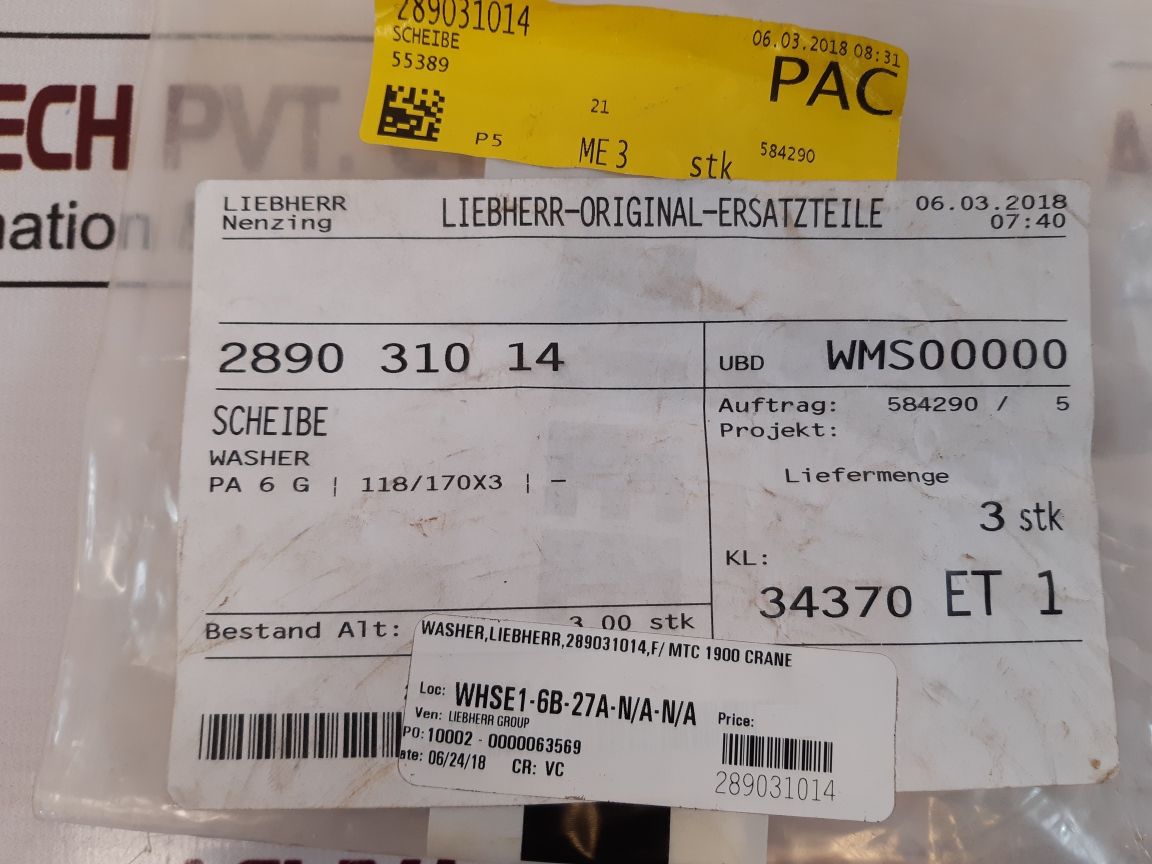 289031014
SCHEIBE
55389
06.03.2018 08:31
PAC
21
P5
ME 3
stk
584290
ECH PVT.
nation
LIEBHERR
Nenzing
LIEBHERR-ORIGINAL-ERSATZTEILE
06.03.2018
07:40
2890 310 14
UBD WMS00000
SCHEIBE
WASHER
PA 6 G | 118/170X3 | -
Auftrag: 584290 / 5
Projekt:
Liefermenge
3 stk
KL:
34370 ET 1
Bestand Alt: 3.00 stk
WASHER,LIEBHERR,289031014,F/ MTC 1900 CRANE
Loc: WHSE1-6B-27A-N/A-N/A
Ven: LIEBHERR GROUP
PO: 10002 - 0000063569
ate: 06/24/18 CR: VC
Price:
289031014